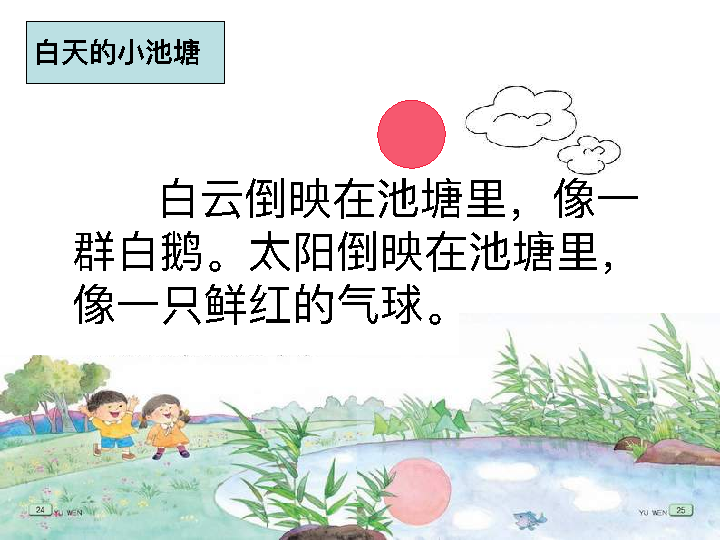 白天的小池塘
白云倒映在池塘里，像一
群白鹅。太阳倒映在池塘里，
像一只鲜红的气球。
24 YU WEN
YU WEN 25